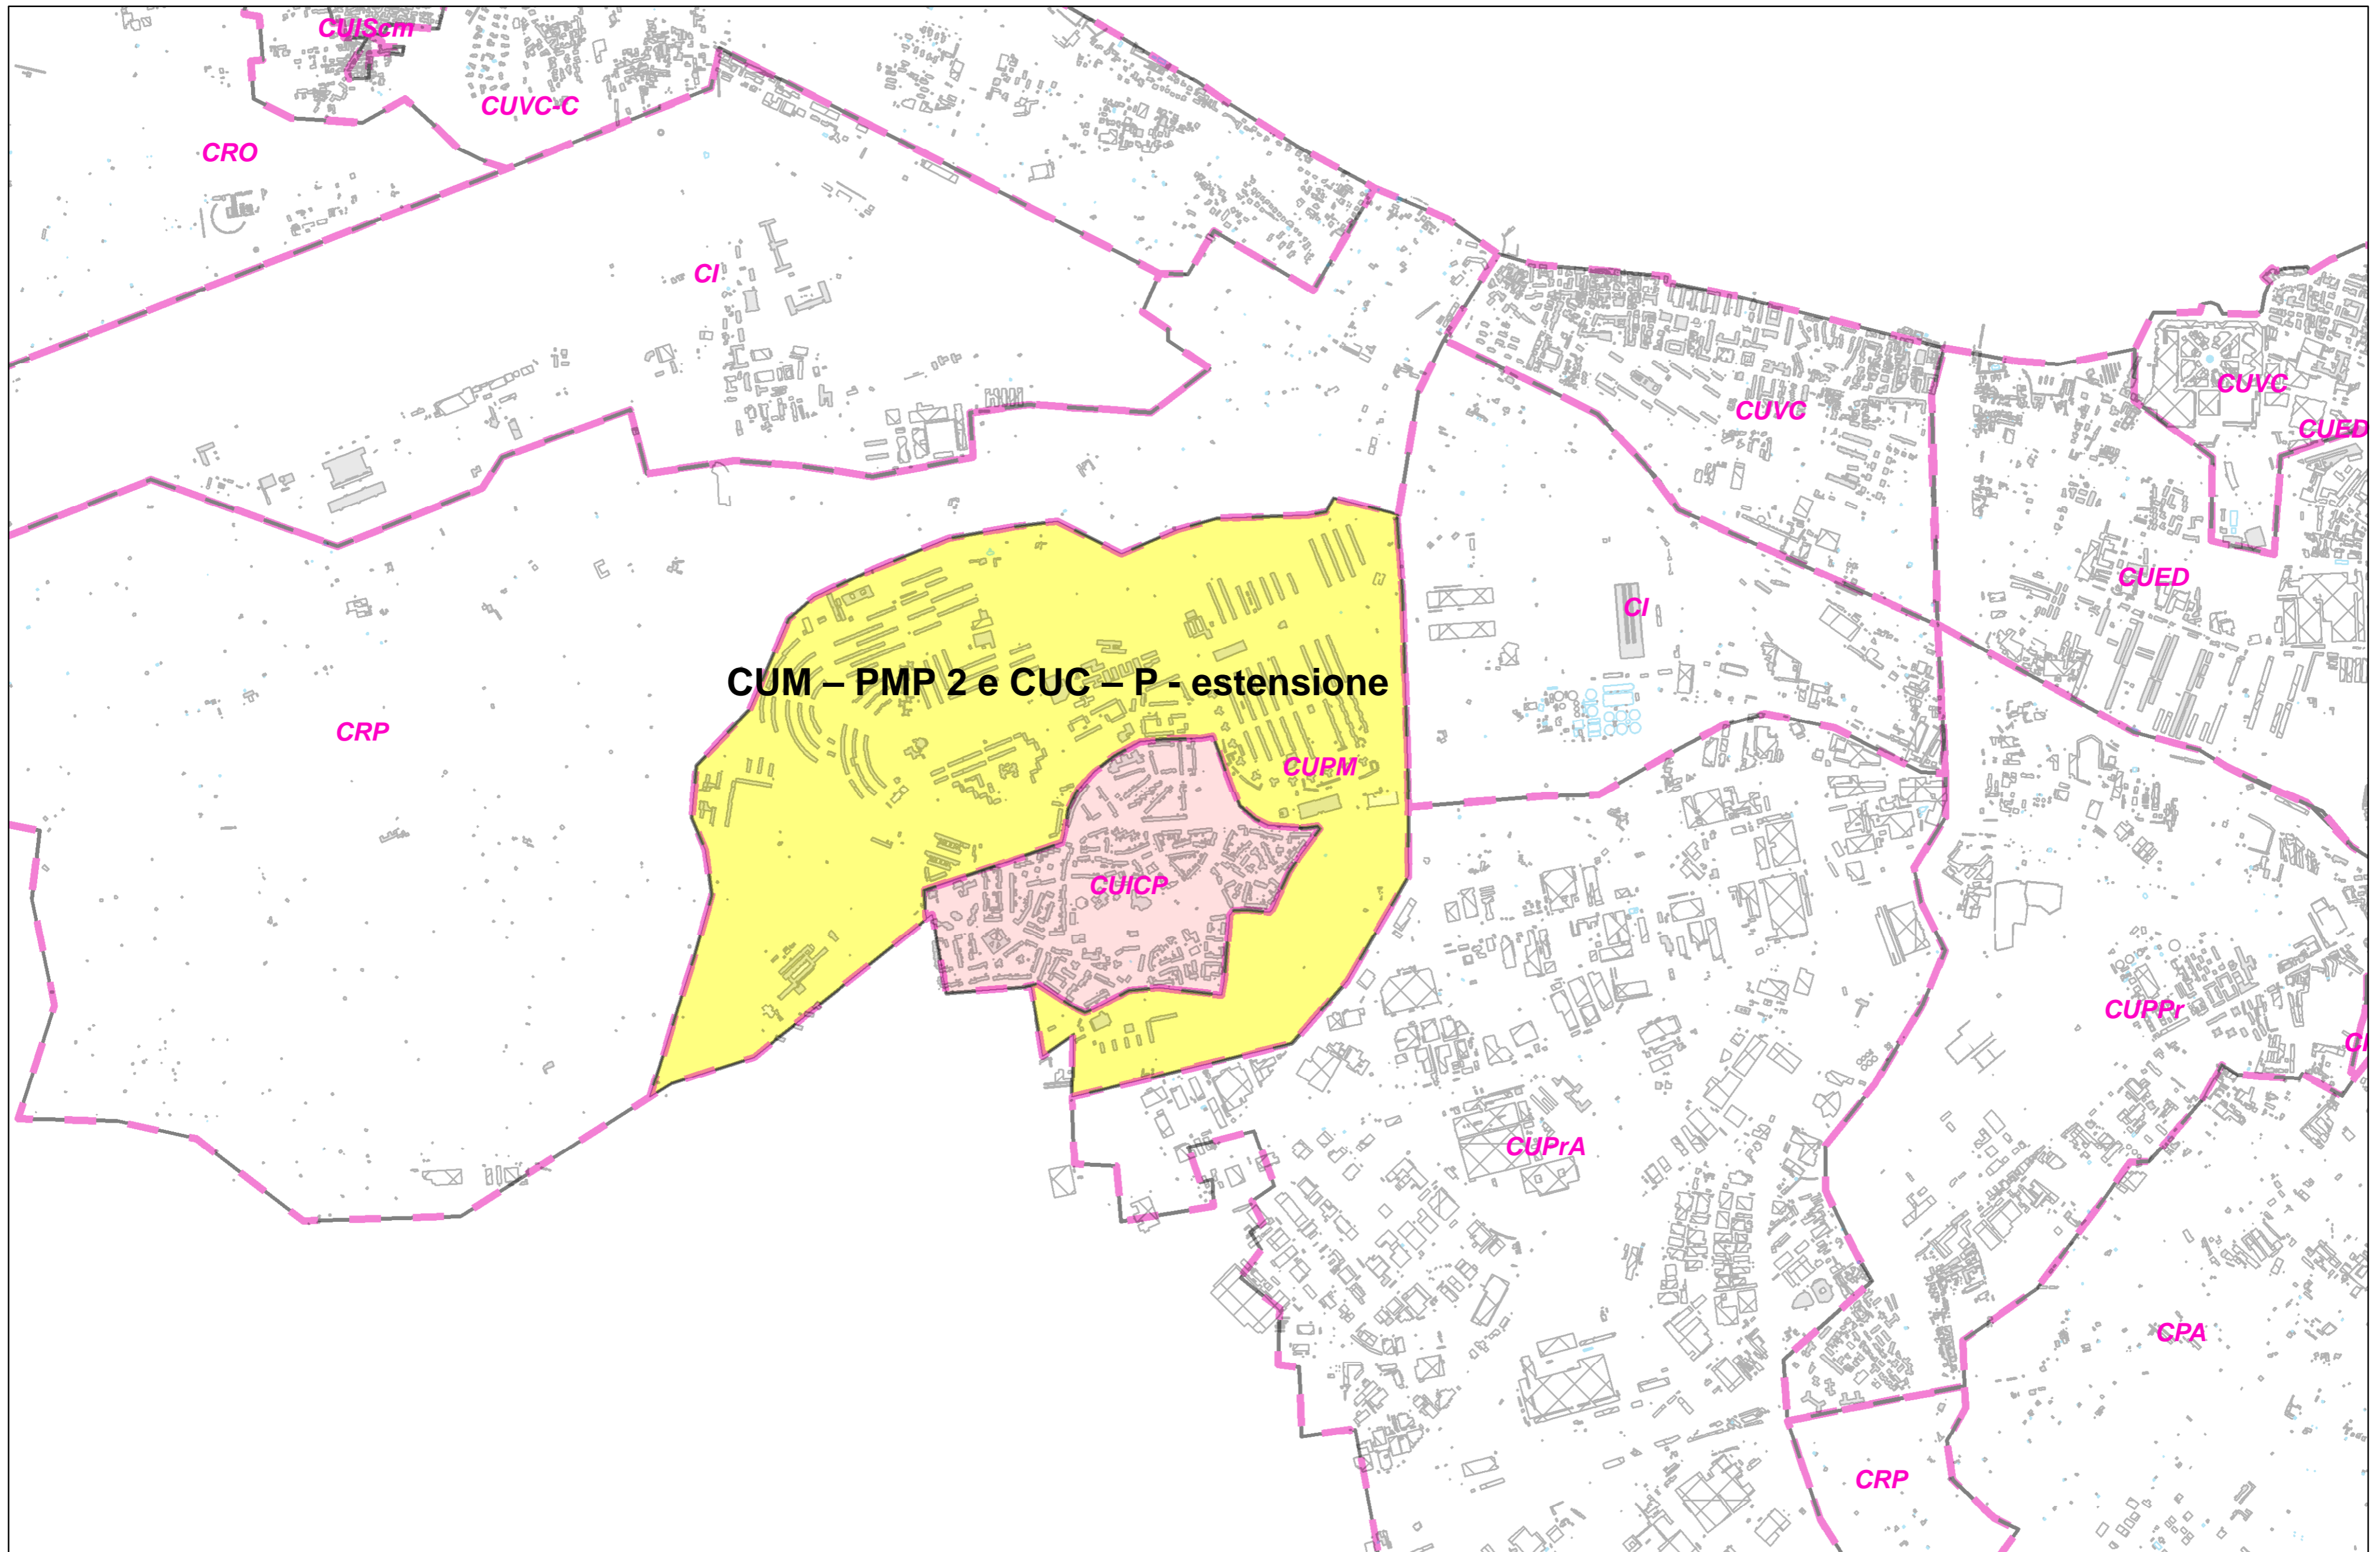 CUIScm
CUVC-C
CRO
CI
CUVC
CUVC
CUED
CUED
CI
CUM – PMP 2 e CUC – P - estensione
CRP
CUPM
CUICP
CUPPr
CUPrA
CPA
CRP